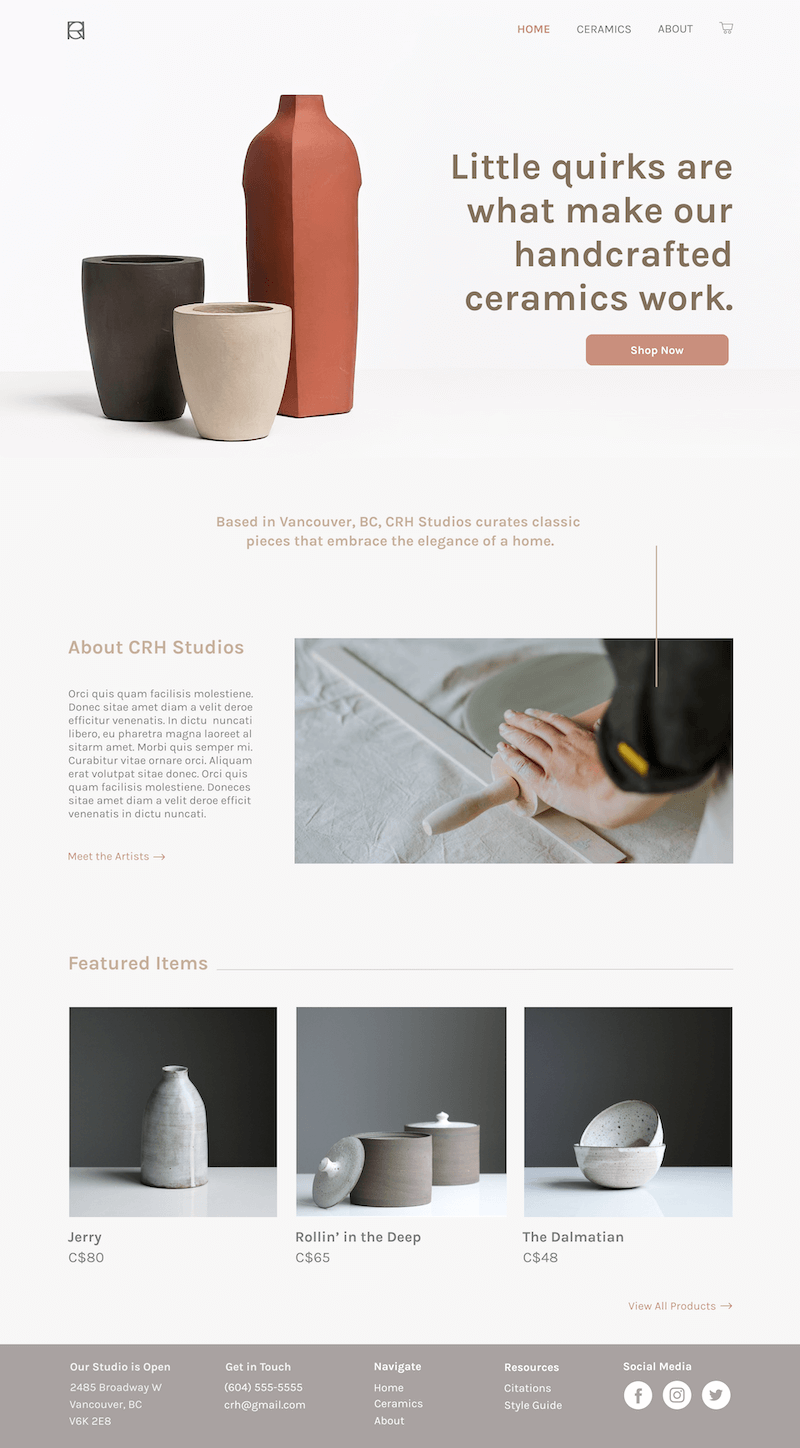 HOME CERAMICS ABOUT
Little quirks are
what make our
handcrafted
ceramics work.
Shop Now
Based in Vancouver, BC, CRH Studios curates classic
pieces that embrace the elegance of a home.
About CRH Studios
Orci quis quam facilisis molestiene.
Donec sitae amet diam a velit deroe
efficitur venenatis. In dictu nuncati
libero, eu pharetra magna laoreet al
sitarm amet. Morbi quis semper mi.
Curabitur vitae ornare orci. Aliquam
erat volutpat sitae donec. Orci quis
quam facilisis molestiene. Doneces
sitae amet diam a velit deroe efficit
venenatis in dictu nuncati.
Meet the Artists →
Featured Items
Jerry
C$80
Rollin’ in the Deep
C$65
The Dalmatian
C$48
View All Products →
Our Studio is Open
2485 Broadway W
Vancouver, BC
V6K 2E8
Get in Touch
(604) 555-5555
crh@gmail.com
Navigate
Home
Ceramics
About
Resources
Citations
Style Guide
Social Media